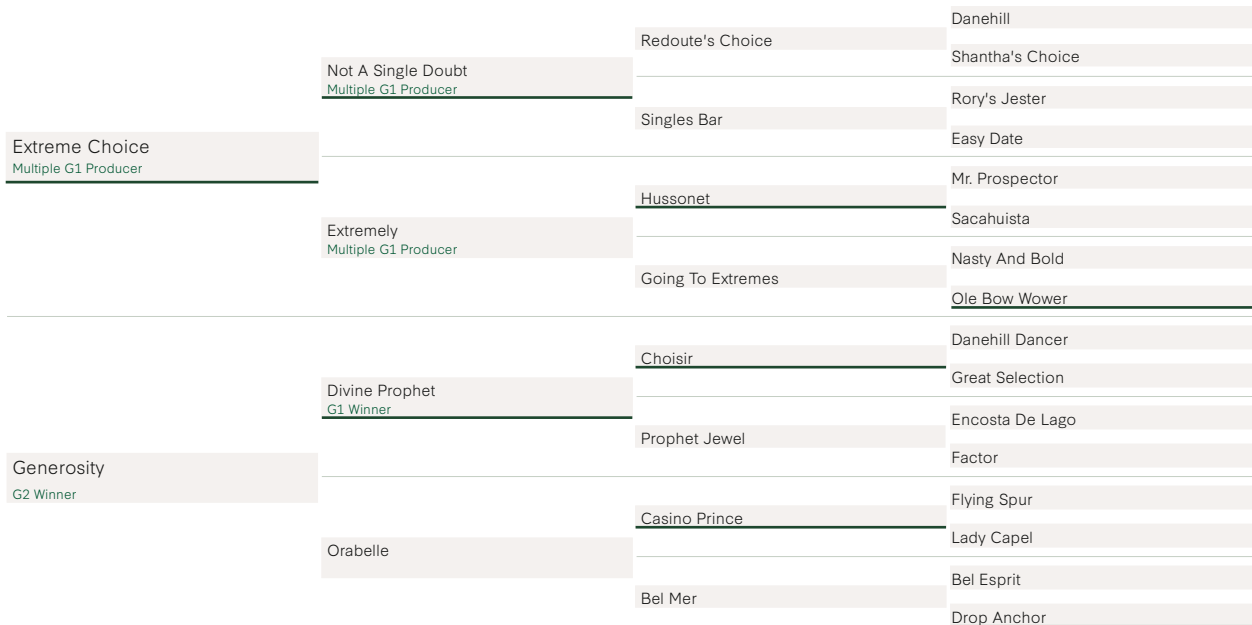 Extreme Choice
Multiple G1 Producer
Generosity
G2 Winner
Not A Single Doubt
Multiple G1 Producer
Extremely
Multiple G1 Producer
Divine Prophet
G1 Winner
Orabelle
Redoute's Choice
Singles Bar
Hussonet
Going To Extremes
Choisir
Prophet Jewel
Casino Prince
Bel Mer
Danehill
Shantha's Choice
Rory's Jester
Easy Date
Mr. Prospector
Sacahuista
Nasty And Bold
Ole Bow Wower
Danehill Dancer
Great Selection
Encosta De Lago
Factor
Flying Spur
Lady Capel
Bel Esprit
Drop Anchor